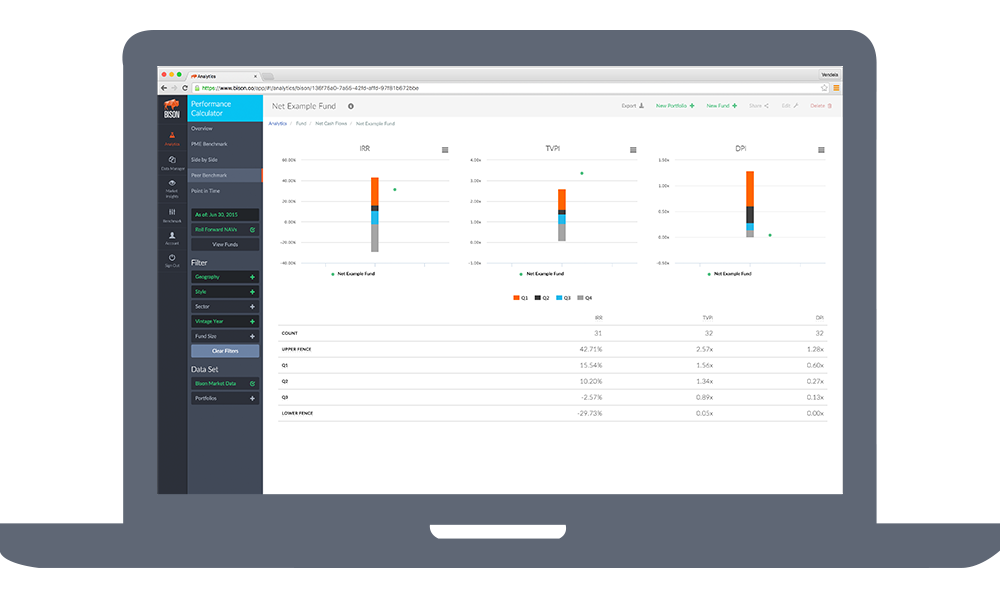 Analytics
Vendela
https://www.bison.co/app/#/analytics/bison/136f76a0-7a56-42fd-affd-97f81b672bbe
BISON
Performance
Calculator
Net Example Fund
Export
New Portfolio
New Fund
Share
Edit
Delete
Analytics / Fund / Net Cash Flows / Net Example Fund
Overview
PME Benchmark
Side by Side
Peer Benchmark
Point in Time
Analytics
Data Manager
Market
Insights
Benchmark
Account
Sign Out
As of: Jun 30, 2015
Roll Forward NAVs
View Funds
Filter
Geography +
Style +
Sector +
Vintage Year +
Fund Size +
Clear Filters
Data Set
Bison Market Data
Portfolios +
IRR
60.00%
40.00%
20.00%
0.00%
-20.00%
-40.00%
Net Example Fund
TVPI
4.00x
3.00x
2.00x
1.00x
0.00x
-1.00x
Net Example Fund
DPI
1.50x
1.00x
0.50x
0.00x
-0.50x
Net Example Fund
Q1 Q2 Q3 Q4
IRR TVPI DPI
COUNT 31 32 32
UPPER FENCE 42.71% 2.57x 1.28x
Q1 15.54% 1.56x 0.60x
Q2 10.20% 1.34x 0.27x
Q3 -2.57% 0.89x 0.13x
LOWER FENCE -29.73% 0.05x 0.00x